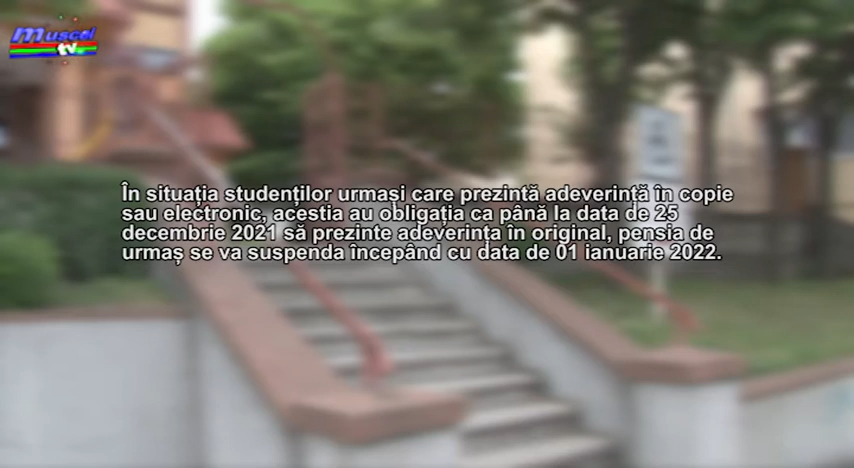 Muscel
tv
În situația studenților urmași care prezintă adeverință în copie
sau electronic, acestia au obligația ca până la data de 25
decembrie 2021 să prezinte adeverința în original, pensia de
urmaș se va suspenda începând cu data de 01 ianuarie 2022.